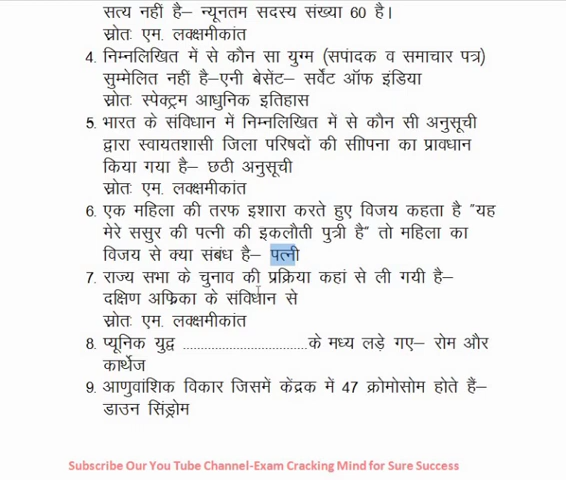 सत्य नहीं है– न्यूनतम सदस्य संख्या 60 है।
स्रोतः एम. लक्ष्मीकांत
4. निम्नलिखित में से कौन सा युग्म (सपांदक व समाचार पत्र)
सुम्मेलित नहीं है–एनी बेसेंट– सर्वेंट ऑफ इंडिया
स्रोतः स्पेक्ट्रम आधुनिक इतिहास
5. भारत के संविधान में निम्नलिखित में से कौन सी अनुसूची
द्वारा स्वायतशासी जिला परिषदों की सीापना का प्रावधान
किया गया है– छठी अनुसूची
स्रोतः एम. लक्ष्मीकांत
6. एक महिला की तरफ इशारा करते हुए विजय कहता है "यह
मेरे ससुर की पत्नी की इकलौती पुत्री है" तो महिला का
विजय से क्या संबंध है– पत्नी
7. राज्य सभा के चुनाव की प्रक्रिया कहां से ली गयी है–
दक्षिण अफ्रिका के संविधान से
स्रोतः एम. लक्ष्मीकांत
8. प्यूनिक युद्व ..................................के मध्य लड़े गए– रोम और
कार्थेज
9. आणुवांशिक विकार जिसमें केंद्रक में 47 क्रोमोसोम होते हैं–
डाउन सिंड्रोम
Subscribe Our You Tube Channel-Exam Cracking Mind for Sure Success